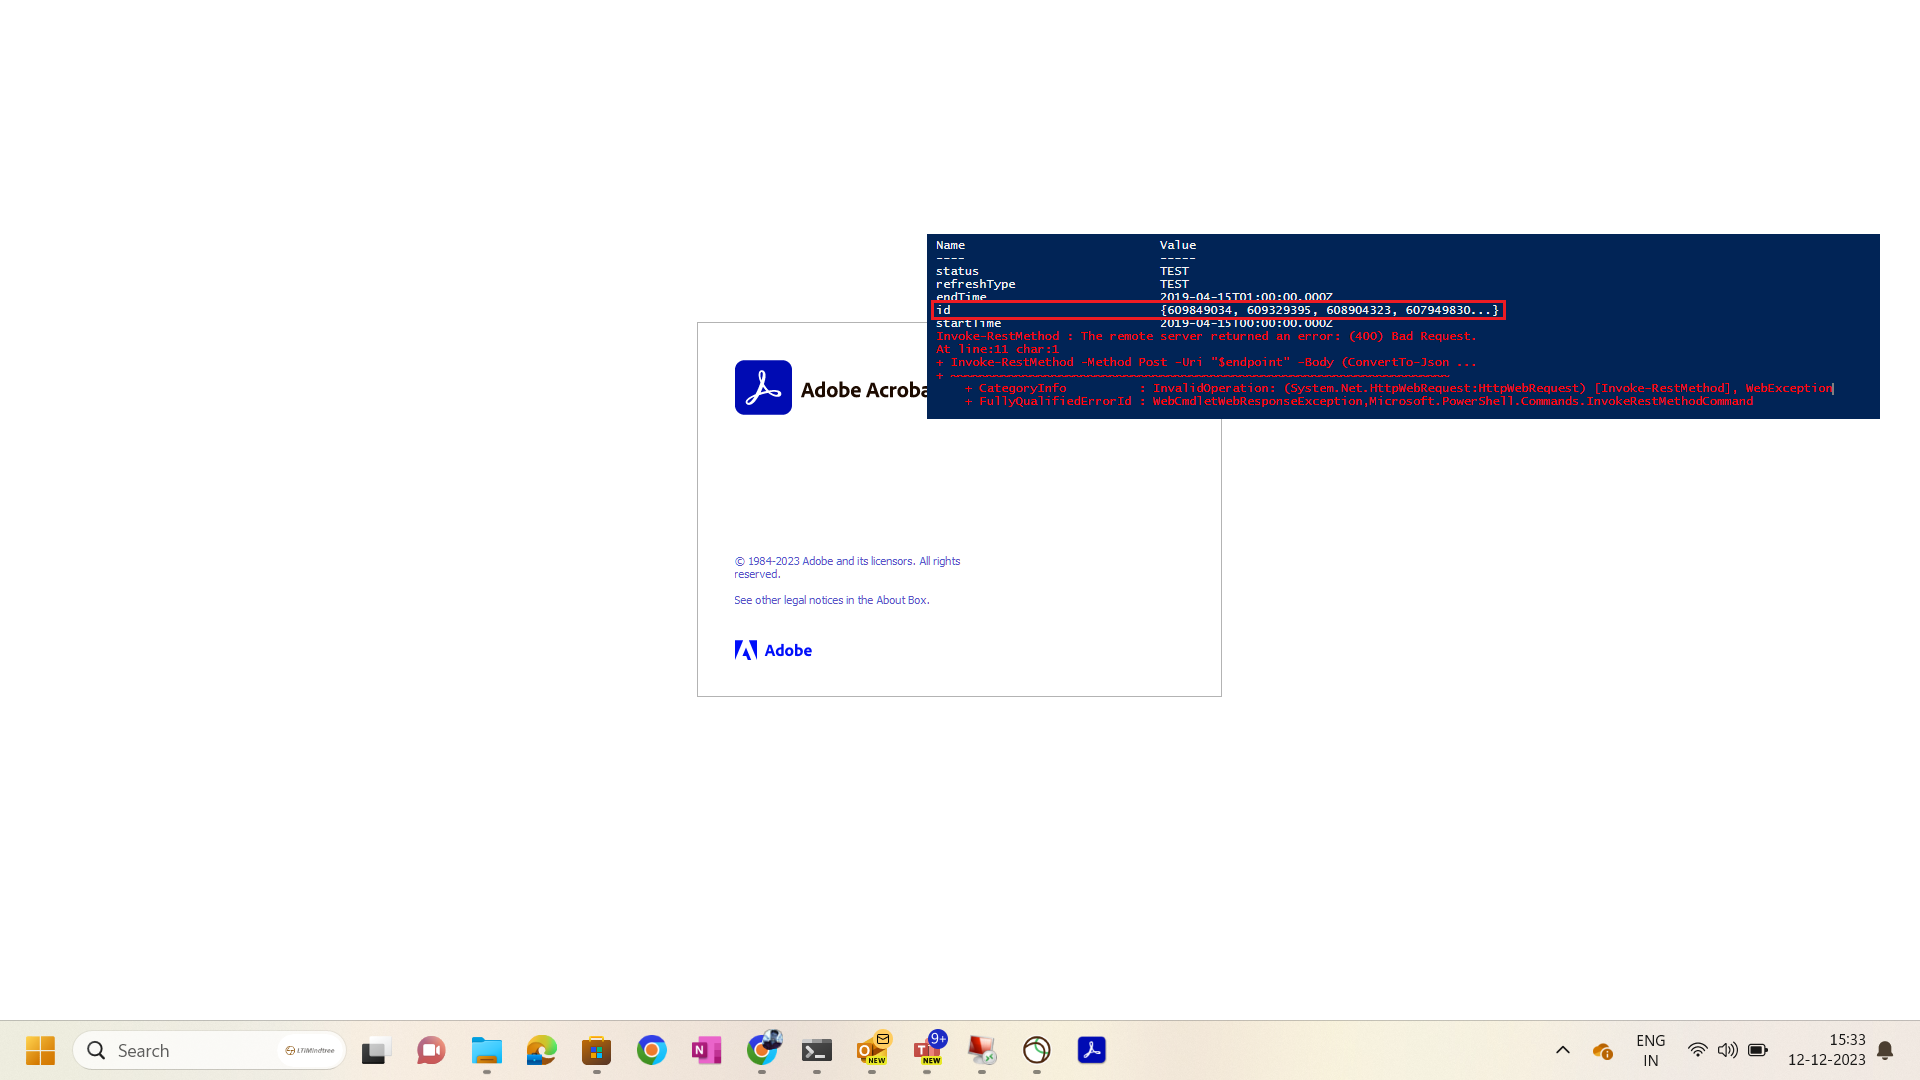 Name Value
---- -----
status TEST
refreshType TEST
endTime 2019-04-15T01:00:00.000Z
id {609849034, 609329395, 608904323, 607949830...}
startTime 2019-04-15T00:00:00.000Z
Invoke-RestMethod : The remote server returned an error: (400) Bad Request.
At line:11 char:1
+ Invoke-RestMethod -Method Post -Uri "$endpoint" -Body (ConvertTo-Json ...
+ ~~~~~~~~~~~~~~~~~~~~~~~~~~~~~~~~~~~~~~~~~~~~~~~~~~~~~~~~~~~~~~~~~~~~~
+ CategoryInfo : InvalidOperation: (System.Net.HttpWebRequest:HttpWebRequest) [Invoke-RestMethod], WebException
+ FullyQualifiedErrorId : WebCmdletWebResponseException,Microsoft.PowerShell.Commands.InvokeRestMethodCommand
Adobe Acroba
© 1984-2023 Adobe and its licensors. All rights
reserved.
See other legal notices in the About Box.
Adobe
Search
LTIMindtree
N
O
NEW
T
9+
NEW
ENG
IN
15:33
12-12-2023